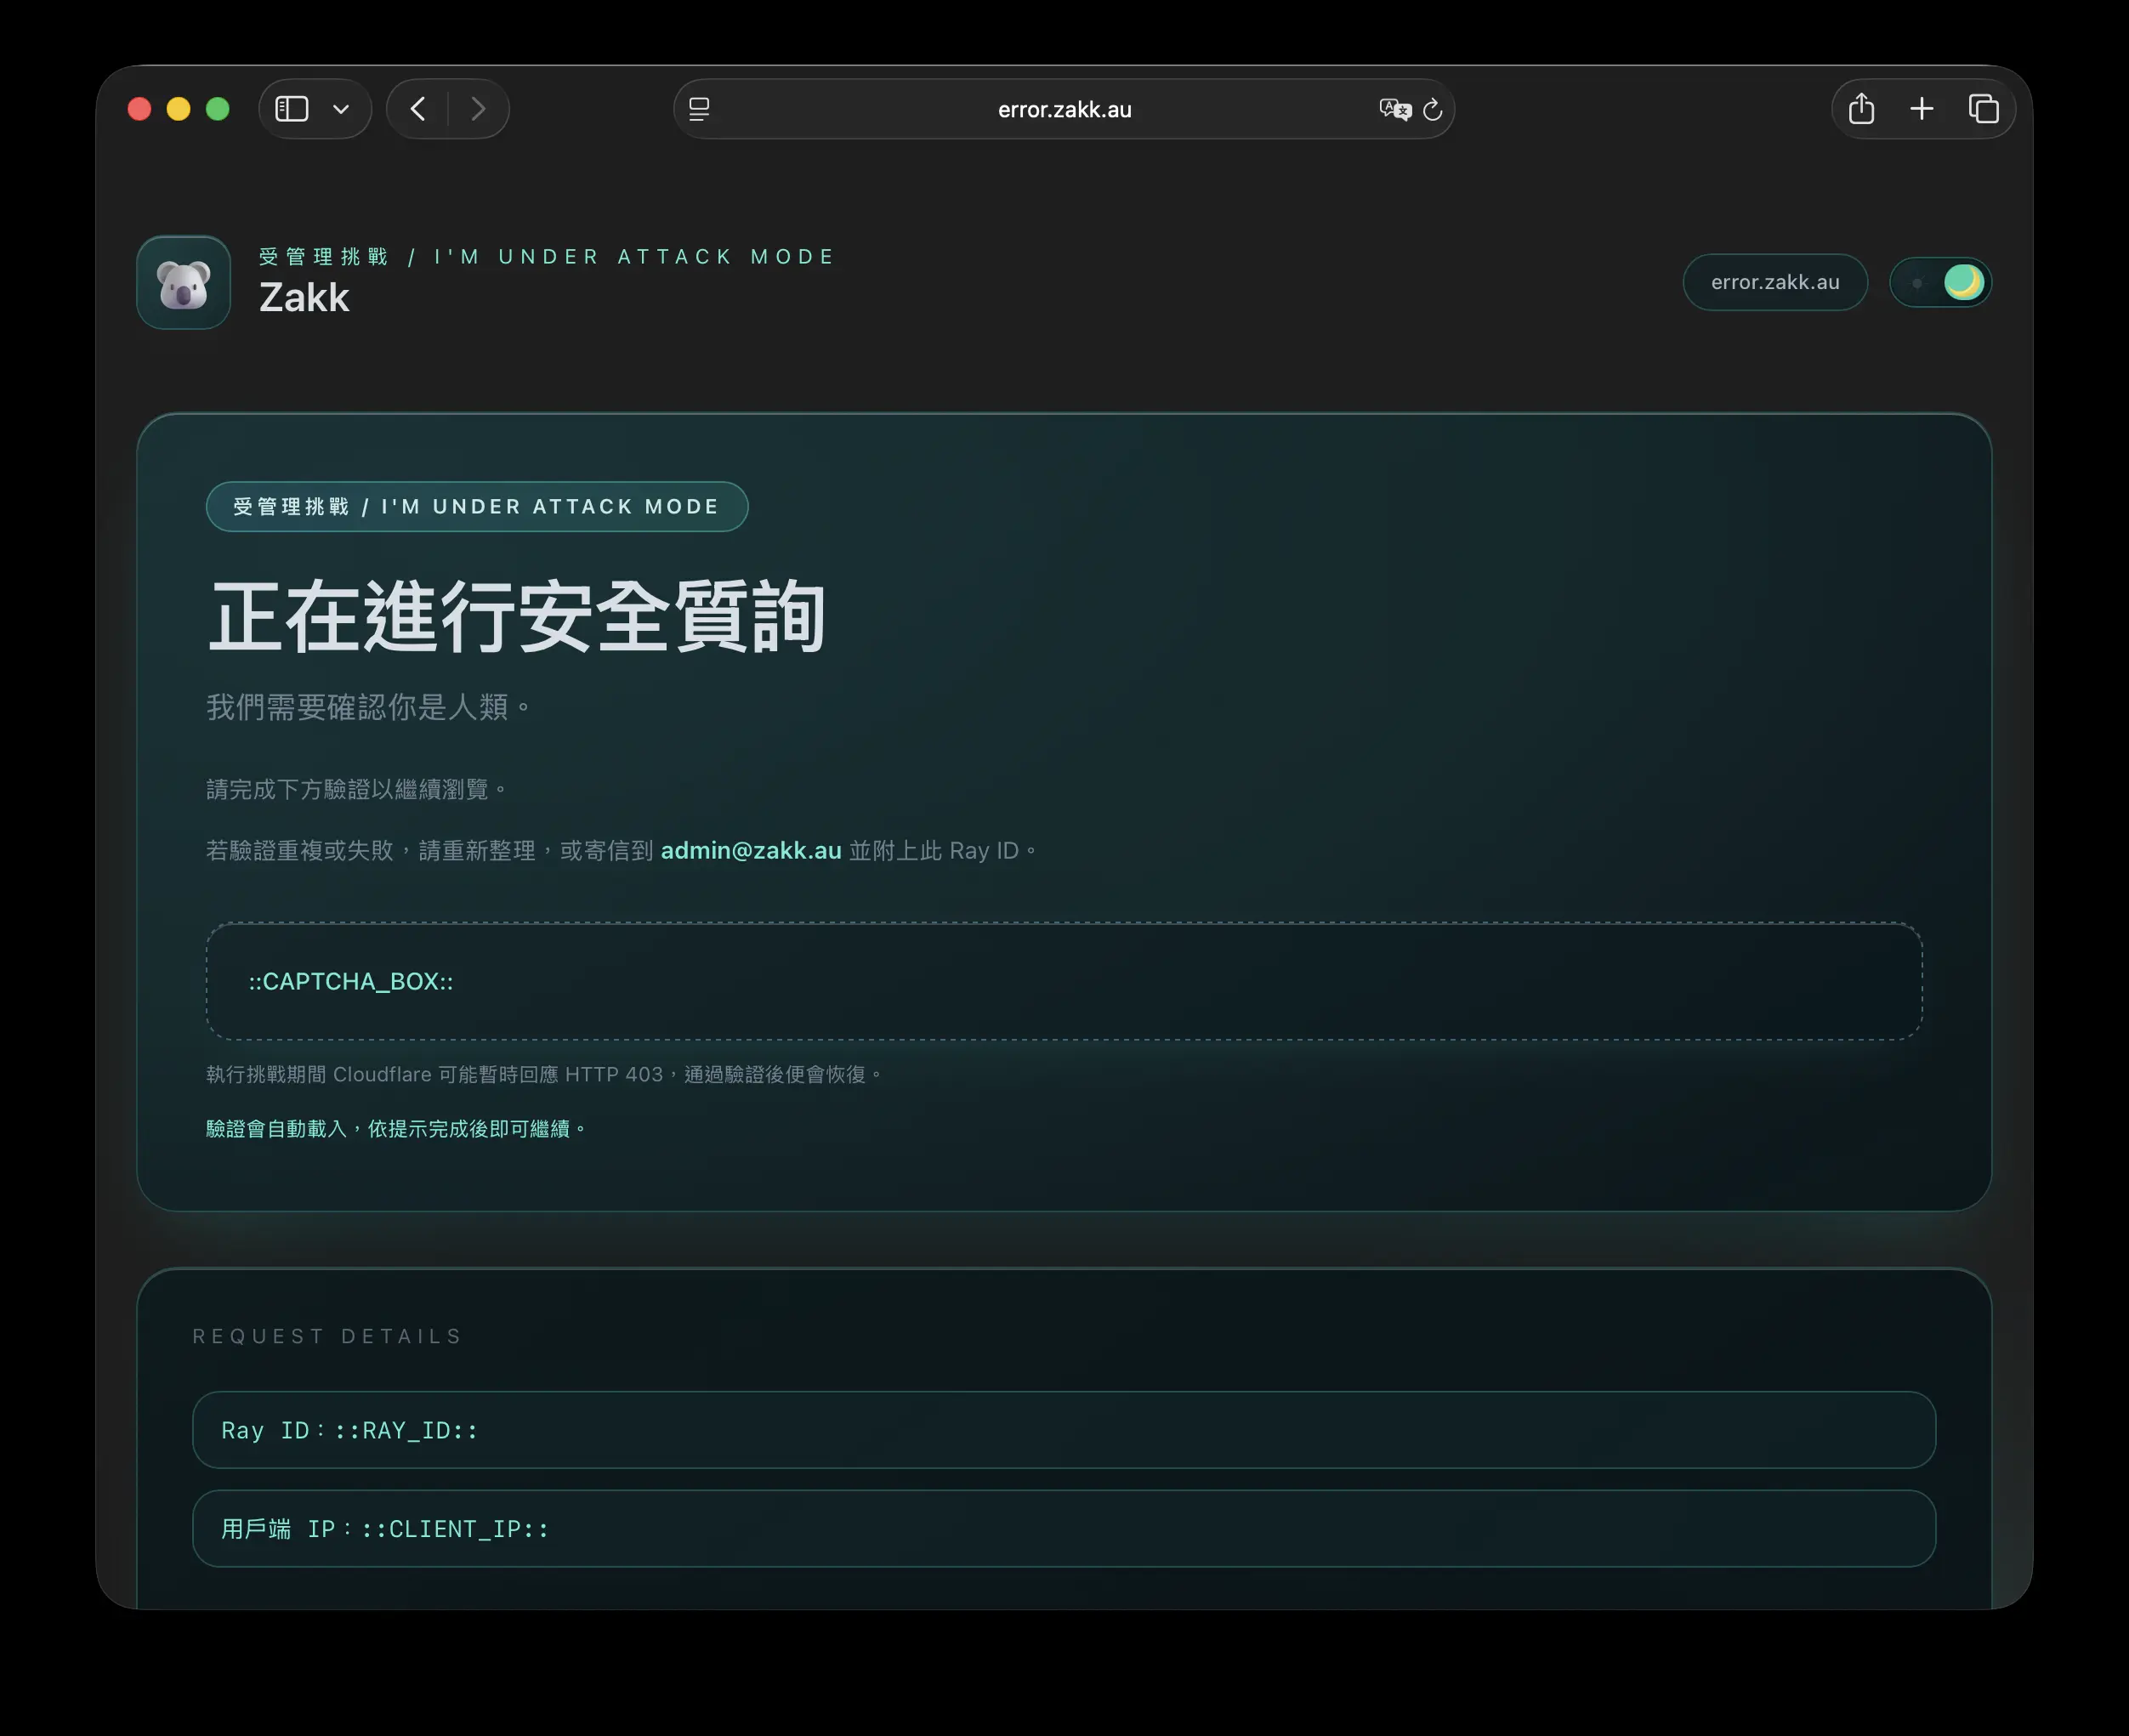 error.zakk.au
受管理挑戰 / I'M UNDER ATTACK MODE
Zakk
error.zakk.au
受管理挑戰 / I'M UNDER ATTACK MODE
正在進行安全質詢
我們需要確認你是人類。
請完成下方驗證以繼續瀏覽。
若驗證重複或失敗，請重新整理，或寄信到 admin@zakk.au 並附上此 Ray ID。
::CAPTCHA_BOX::
執行挑戰期間 Cloudflare 可能暫時回應 HTTP 403，通過驗證後便會恢復。
驗證會自動載入，依提示完成後即可繼續。
REQUEST DETAILS
Ray ID：::RAY_ID::
用戶端 IP：::CLIENT_IP::